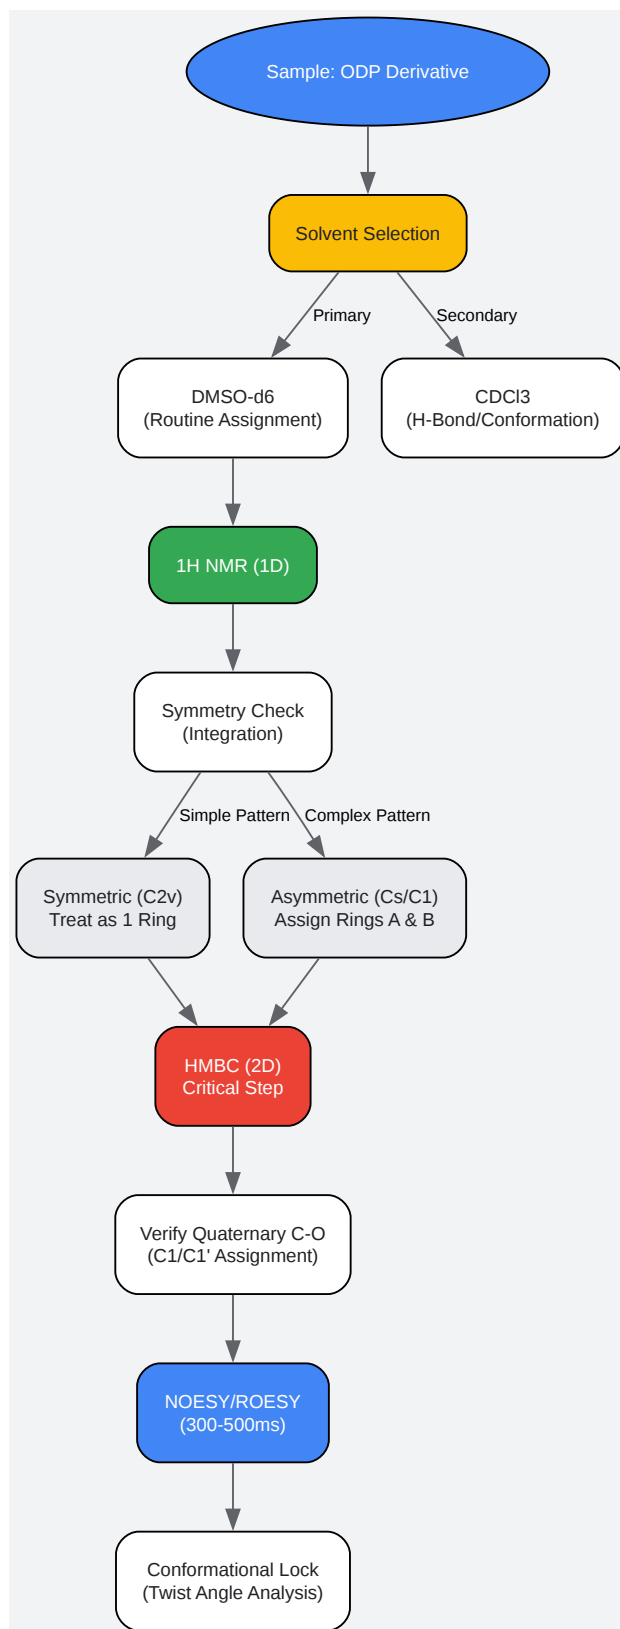 Sample: ODP Derivative
Solvent Selection
Primary
Secondary
DMSO-d6
(Routine Assignment)
CDCl3
(H-Bond/Conformation)
1H NMR (1D)
Symmetry Check
(Integration)
Simple Pattern
Complex Pattern
Symmetric (C2v)
Treat as 1 Ring
Asymmetric (Cs/C1)
Assign Rings A & B
HMBC (2D)
Critical Step
Verify Quaternary C-O
(C1/C1' Assignment)
NOESY/ROESY
(300-500ms)
Conformational Lock
(Twist Angle Analysis)